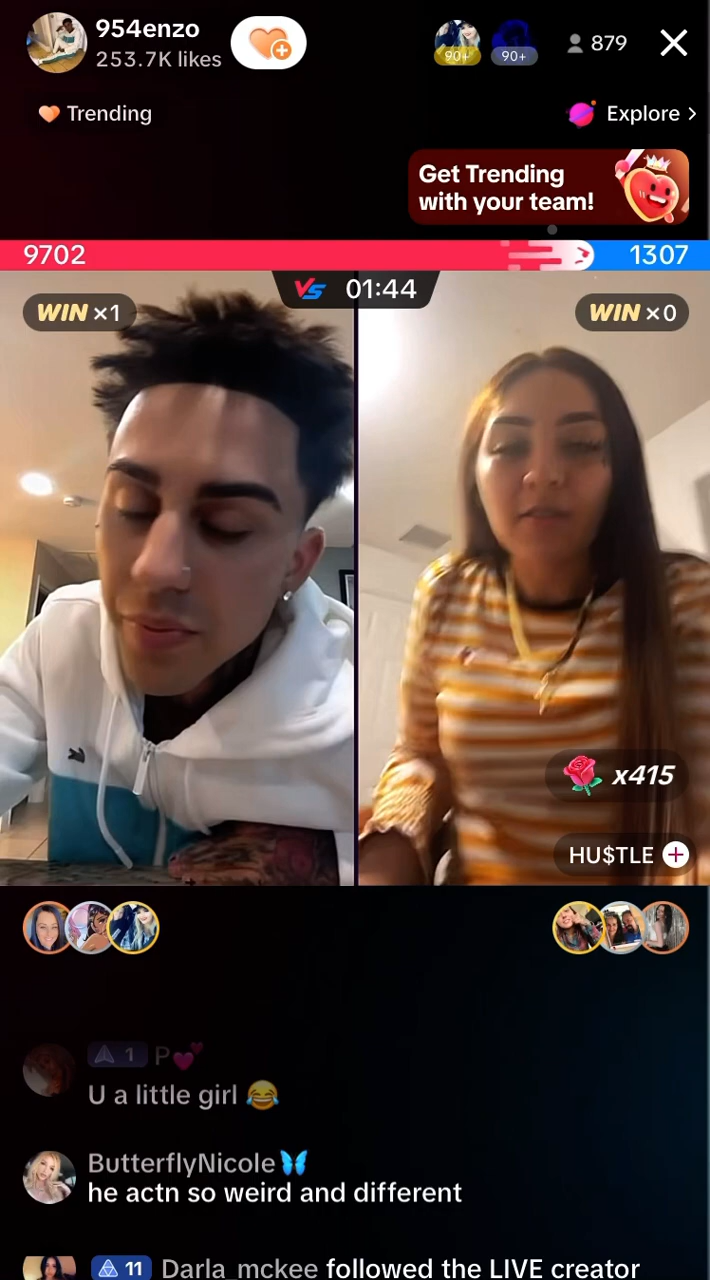 954enzo
253.7K likes
90+
90+
879
Trending
Explore
Get Trending
with your team!
9702
1307
VS 01:44
WIN ×1
WIN ×0
x415
HU$TLE
1 P💕
U a little girl 😂
ButterflyNicole🦋
he actn so weird and different
11 Darla_mckee followed the LIVE creator